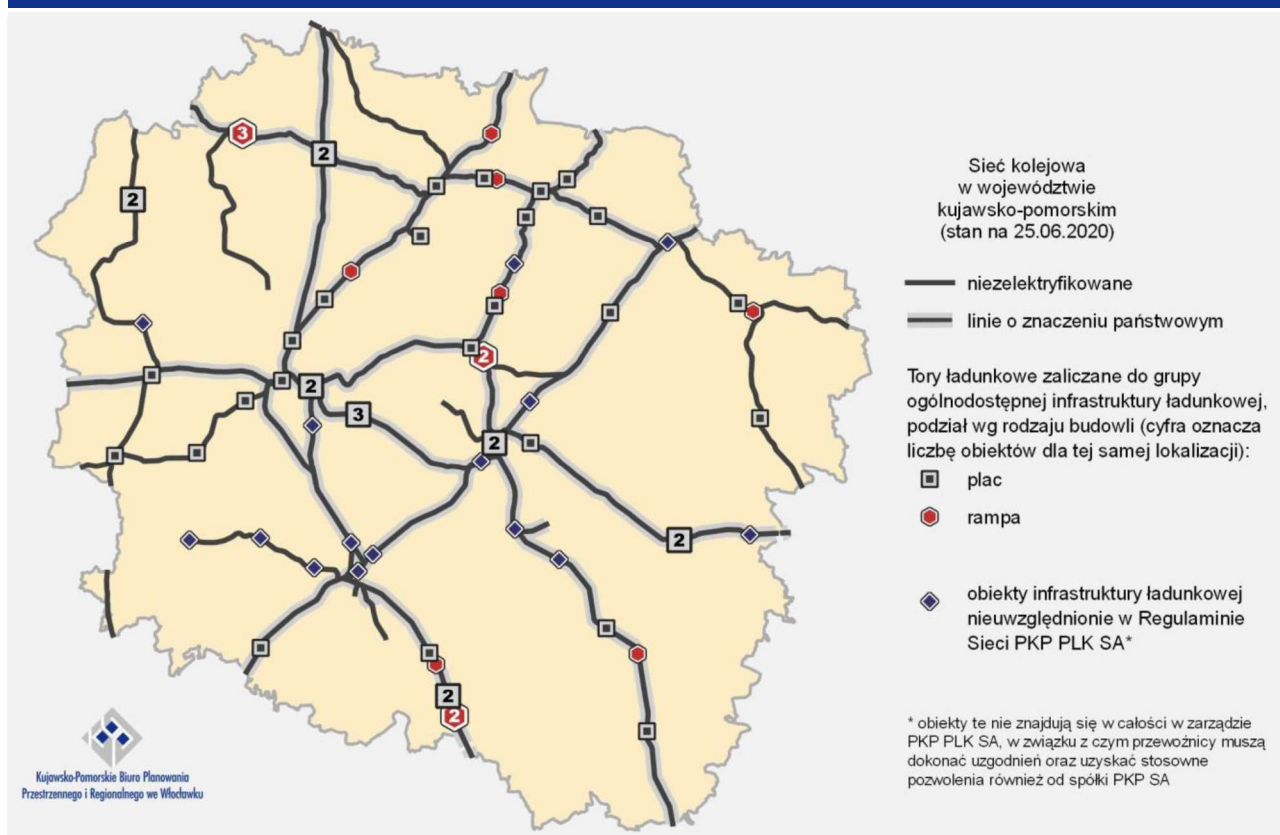 Sieć kolejowa
w województwie
kujawsko-pomorskim
(stan na 25.06.2020)
niezelektryfikowane
linie o znaczeniu państwowym
Tory ładunkowe zaliczane do grupy
ogólnodostępnej infrastruktury ładunkowej,
podział wg rodzaju budowli (cyfra oznacza
liczbę obiektów dla tej samej lokalizacji):
plac
rampa
obiekty infrastruktury ładunkowej
nieuwzględnionie w Regulaminie
Sieci PKP PLK SA*
* obiekty te nie znajdują się w całości w zarządzie
PKP PLK SA, w związku z czym przewoźnicy muszą
dokonać uzgodnień oraz uzyskać stosowne
pozwolenia również od spółki PKP SA
3
2
2
2
2
3
2
2
2
2
Kujawsko-Pomorskie Biuro Planowania
Przestrzennego i Regionalnego we Włocławku